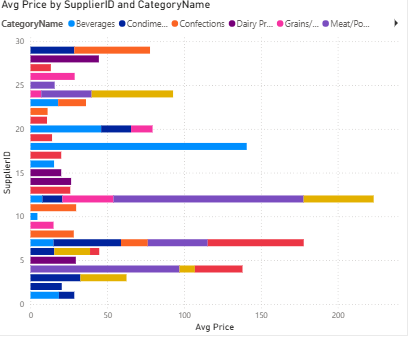 Avg Price by SupplierID and CategoryName
CategoryName Beverages Condime... Confections Dairy Pr... Grains/... Meat/Po...
30
25
20
15
10
5
0
SupplierID
0 50 100 150 200
Avg Price